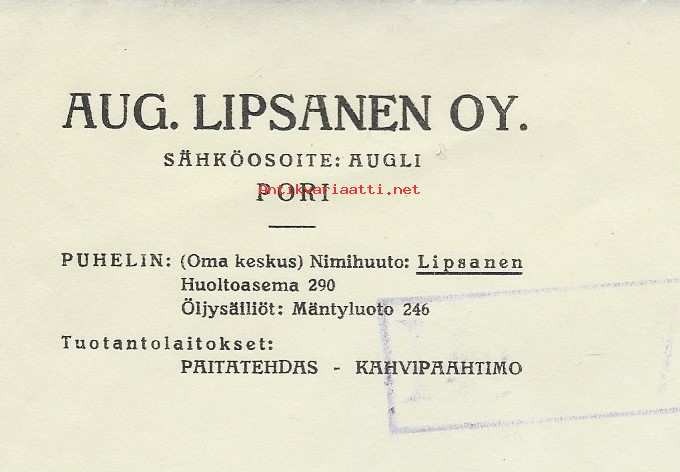 AUG. LIPSANEN OY.
SÄHKÖOSOITE: AUGLI
PORI
Antikvariaatti.net
PUHELIN: (Oma keskus) Nimihuuto: Lipsanen
Huoltoasema 290
Öljysäiliöt: Mäntyluoto 246
Tuotantolaitokset:
PAITATEHDAS - KAHVIPAAHTIMO